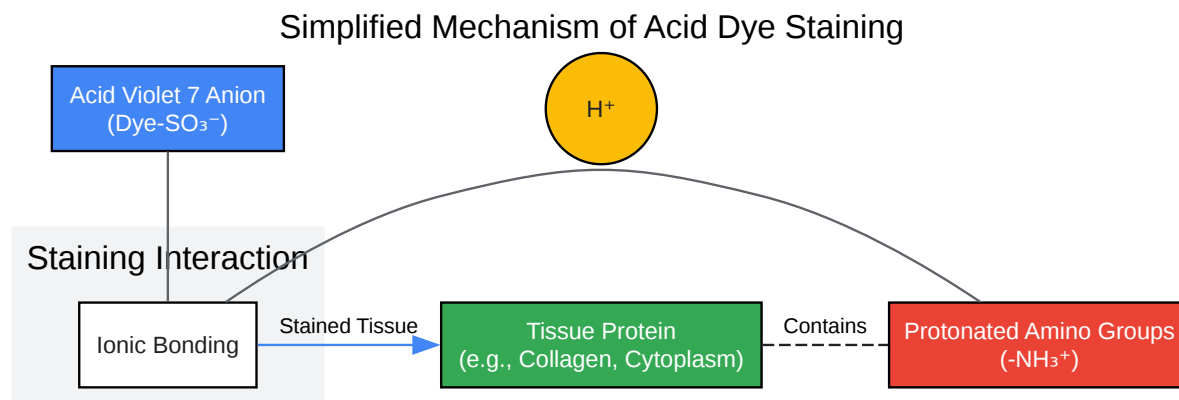 Simplified Mechanism of Acid Dye Staining
Acid Violet 7 Anion
(Dye-SO₃⁻)
H⁺
Staining Interaction
Ionic Bonding
Stained Tissue
Tissue Protein
(e.g., Collagen, Cytoplasm)
Contains
Protonated Amino Groups
(-NH₃⁺)